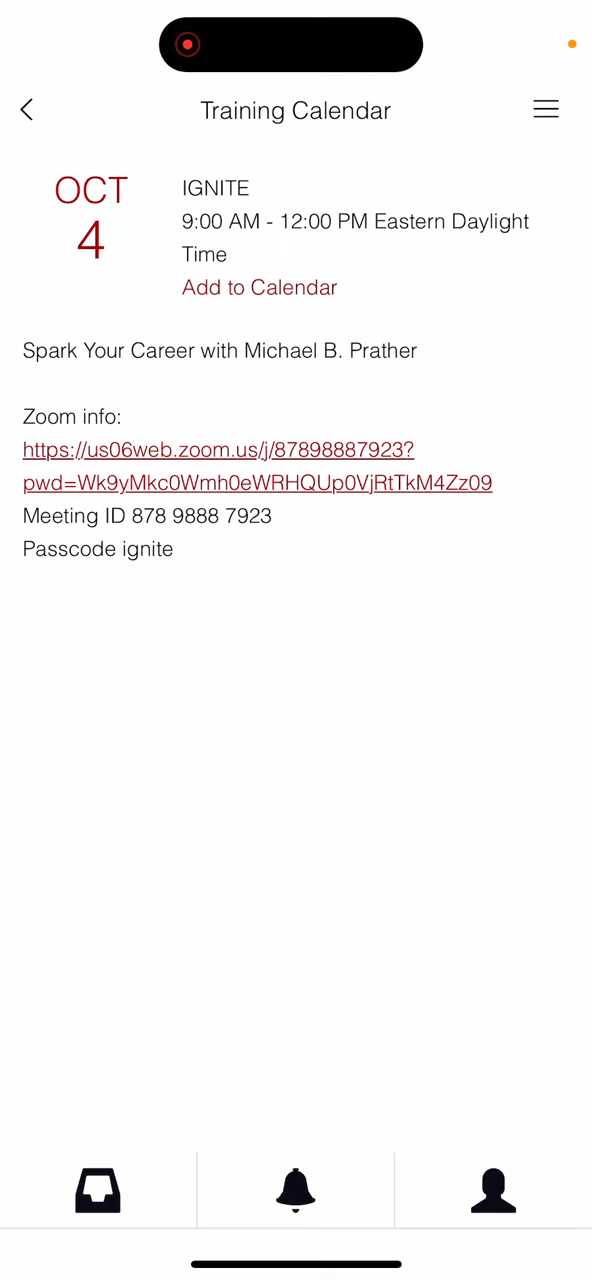 Training Calendar
OCT
4
IGNITE
9:00 AM - 12:00 PM Eastern Daylight
Time
Add to Calendar
Spark Your Career with Michael B. Prather
Zoom info:
https://us06web.zoom.us/j/87898887923?
pwd=Wk9yMkc0Wmh0eWRHQUp0VjRtTkM4Zz09
Meeting ID 878 9888 7923
Passcode ignite